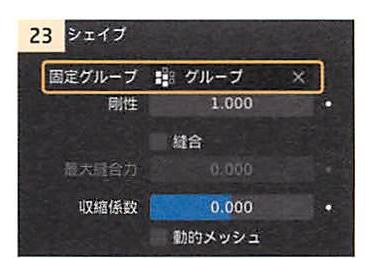 23 シェイプ
固定グループ グループ ×
剛性 1.000
縫合
最大縫合力 0.000
収縮係数 0.000
動的メッシュ